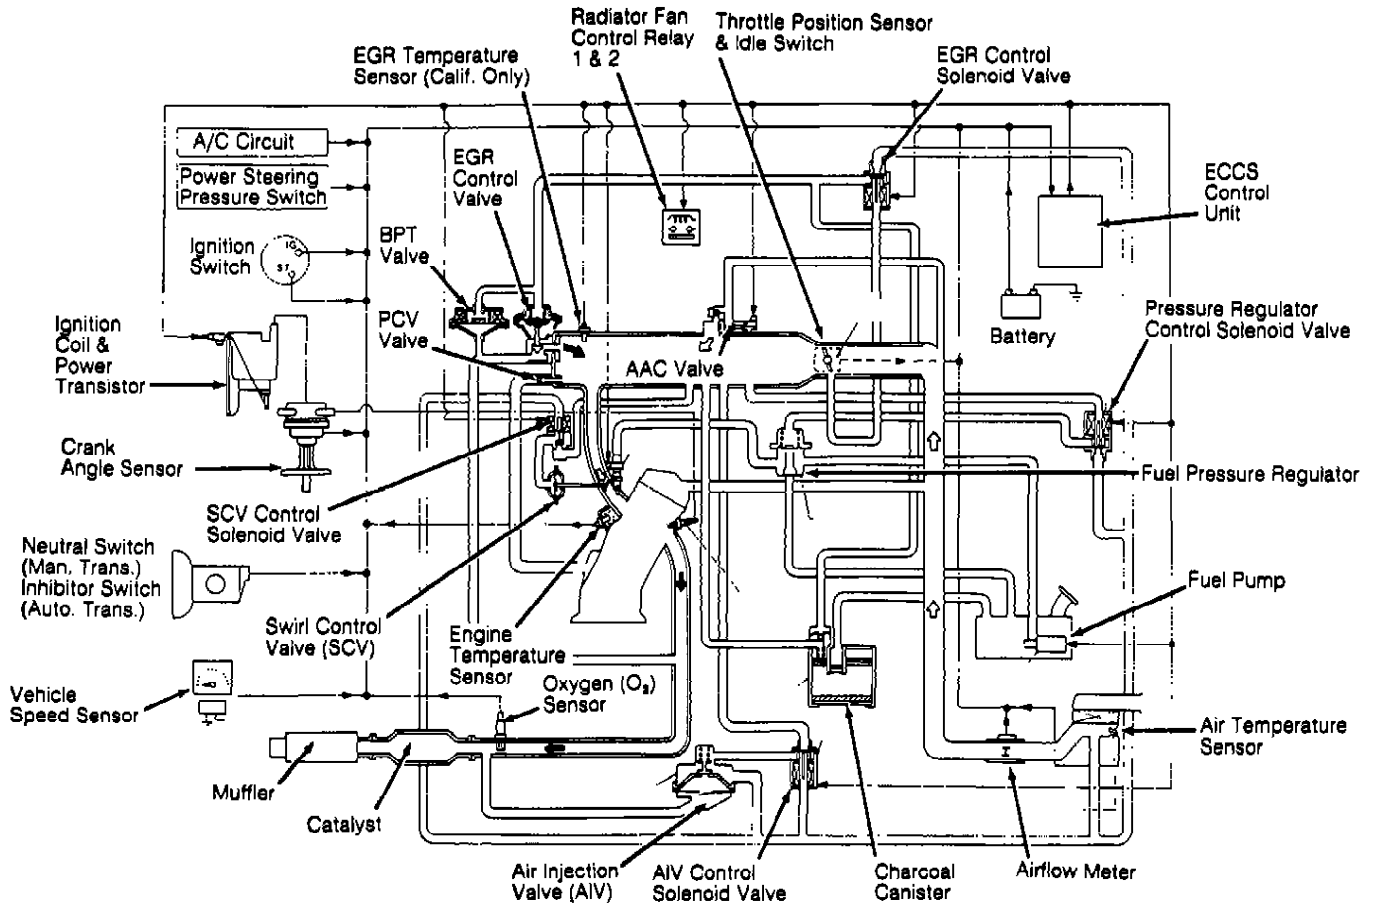 Radiator Fan
Control Relay
1 & 2
Throttle Position Sensor
& Idle Switch
EGR Temperature
Sensor (Calif. Only)
EGR Control
Solenoid Valve
A/C Circuit
Power Steering
Pressure Switch
EGR
Control
Valve
ECCS
Control
Unit
Ignition
Switch
IG
ST
BPT
Valve
Battery
Pressure Regulator
Control Solenoid Valve
Ignition
Coil &
Power
Transistor
PCV
Valve
AAC Valve
Crank
Angle Sensor
Fuel Pressure Regulator
SCV Control
Solenoid Valve
Neutral Switch
(Man. Trans.)
Inhibitor Switch
(Auto. Trans.)
Fuel Pump
Swirl Control
Valve (SCV)
Engine
Temperature
Sensor
Oxygen (O₂)
Sensor
Vehicle
Speed Sensor
Air Temperature
Sensor
Muffler
Catalyst
Air Injection
Valve (AIV)
AIV Control
Solenoid Valve
Charcoal
Canister
Airflow Meter